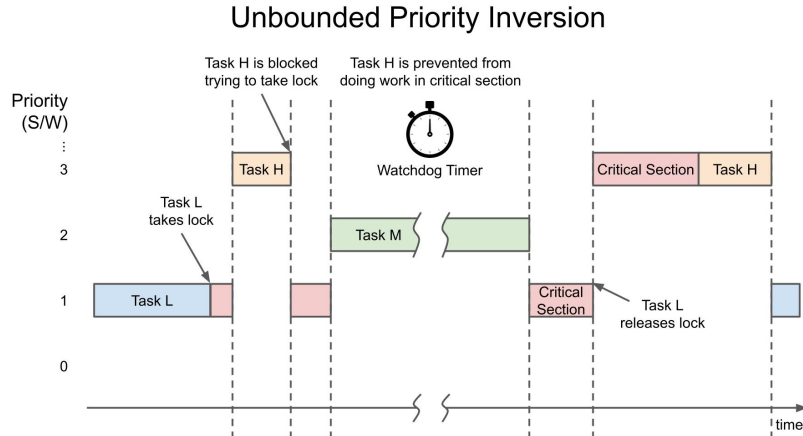 Unbounded Priority Inversion
Task H is blocked
trying to take lock
Task H is prevented from
doing work in critical section
Priority
(S/W)
⋮
3
Task H
Watchdog Timer
Critical Section
Task H
Task L
takes lock
2
Task M
1
Task L
Critical
Section
Task L
releases lock
0
time